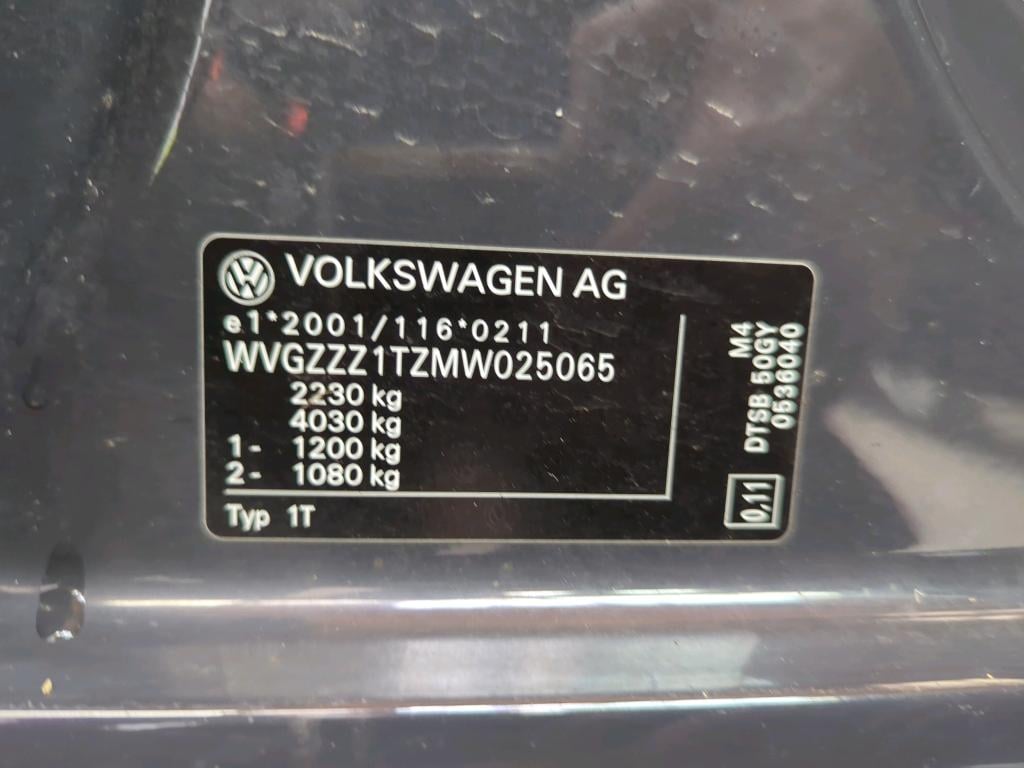 VOLKSWAGEN AG
e1*2001/116*0211
WVGZZZ1TZMW025065
2230 kg
4030 kg
1- 1200 kg
2- 1080 kg
Typ 1T
M4
DTSB 50GY
0536040
0,11